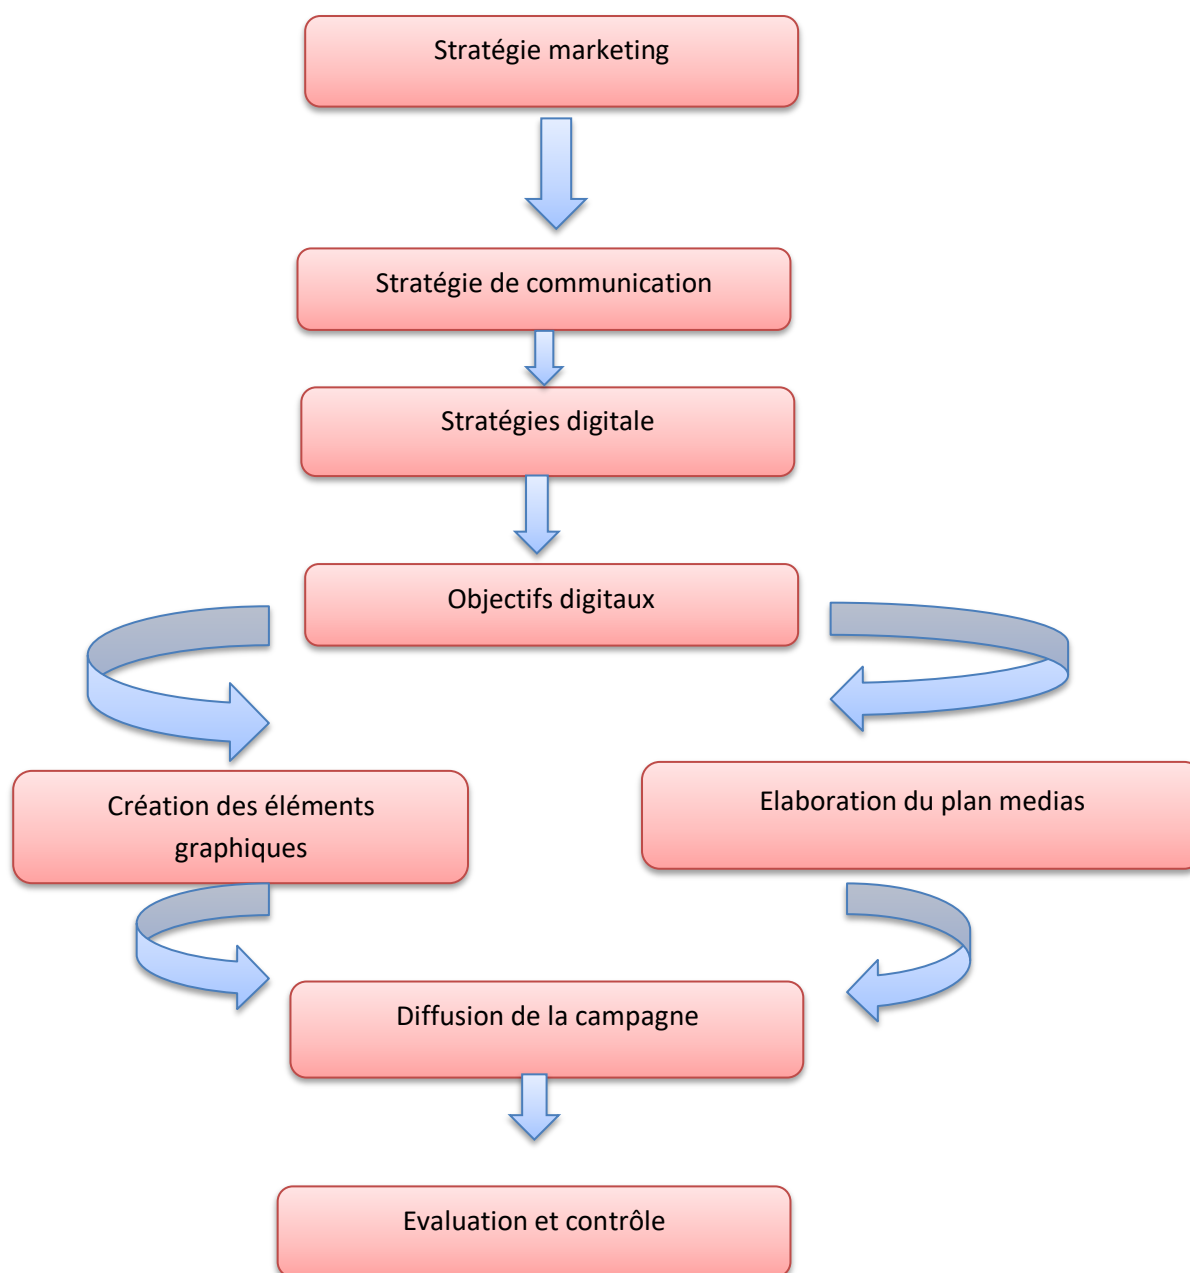 Stratégie marketing
Stratégie de communication
Stratégies digitale
Objectifs digitaux
Création des éléments
graphiques
Elaboration du plan medias
Diffusion de la campagne
Evaluation et contrôle